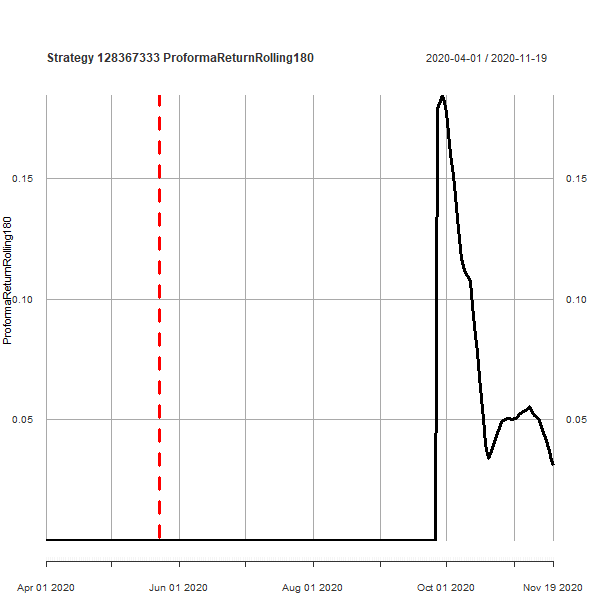 Strategy 128367333 ProformaReturnRolling180
2020-04-01 / 2020-11-19
ProformaReturnRolling180
0.15
0.10
0.05
0.15
0.10
0.05
Apr 01 2020
Jun 01 2020
Aug 01 2020
Oct 01 2020
Nov 19 2020